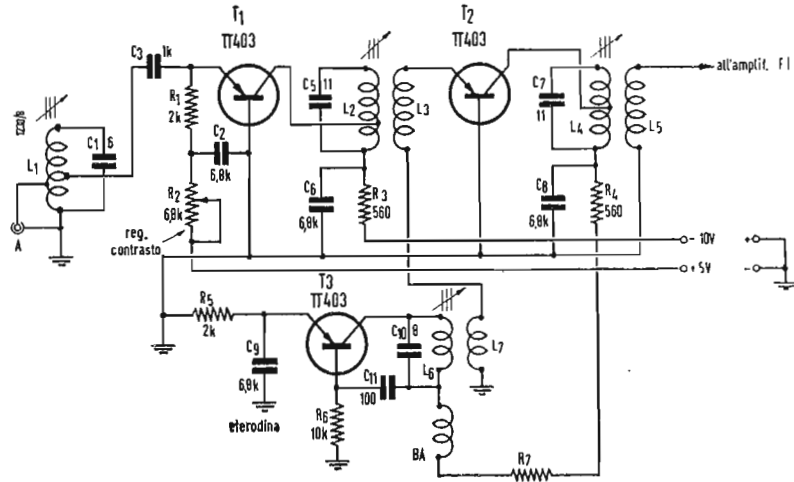 T1
ΠT403
T2
ΠT403
C3
1k
R1
2k
C2
6,8k
C1 6
L1
A
R2
6,8k
reg.
contrasto
C5 11
L2
L3
C6
6,8k
R3
560
C7
11
L4
L5
all'amplif. FI
C8
6,8k
R4
560
- 10V
+
+ 5V
-
T3
ΠT403
R5
2k
C9
6,8k
eterodina
R6
10k
C10 8
C11
100
L6
L7
BA
R7